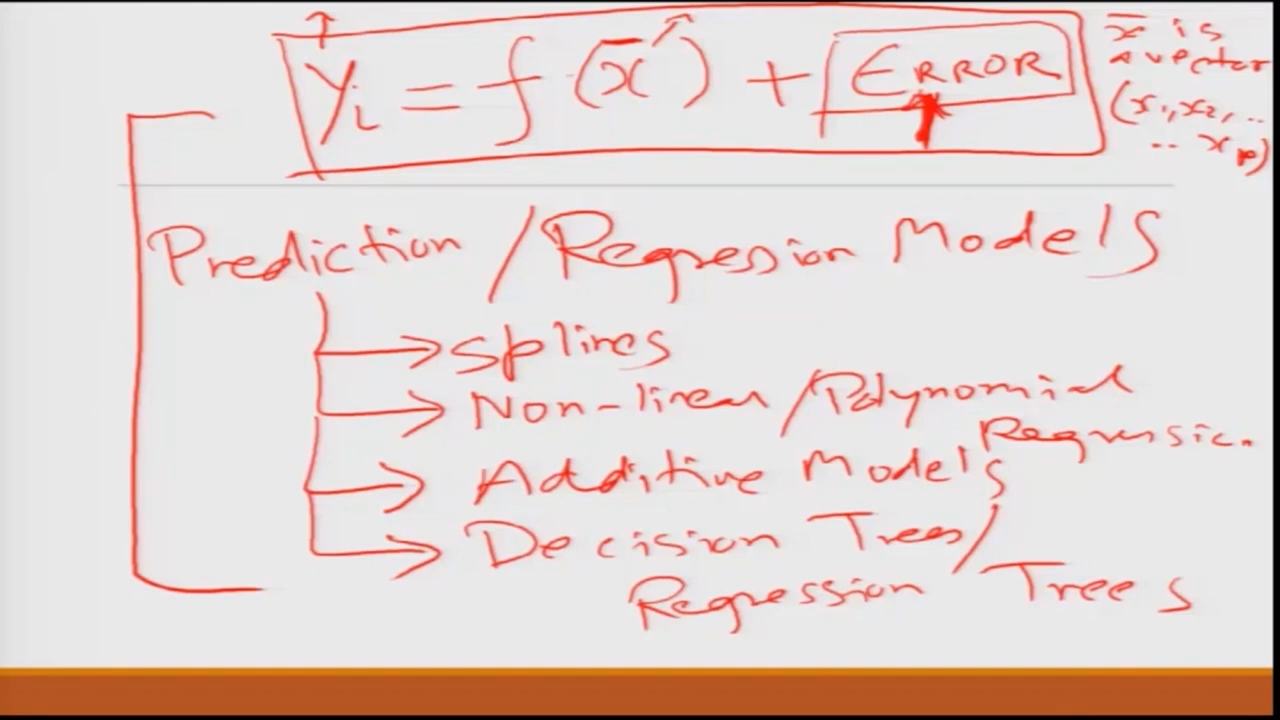 Yi = f (x̄) + ERROR
x̄ is
a vector
(x1, x2, ..
.. xp)
Prediction / Regression Models
→ Splines
→ Non-linear / Polynomial
Regression
→ Additive Models
→ Decision Trees /
Regression Trees